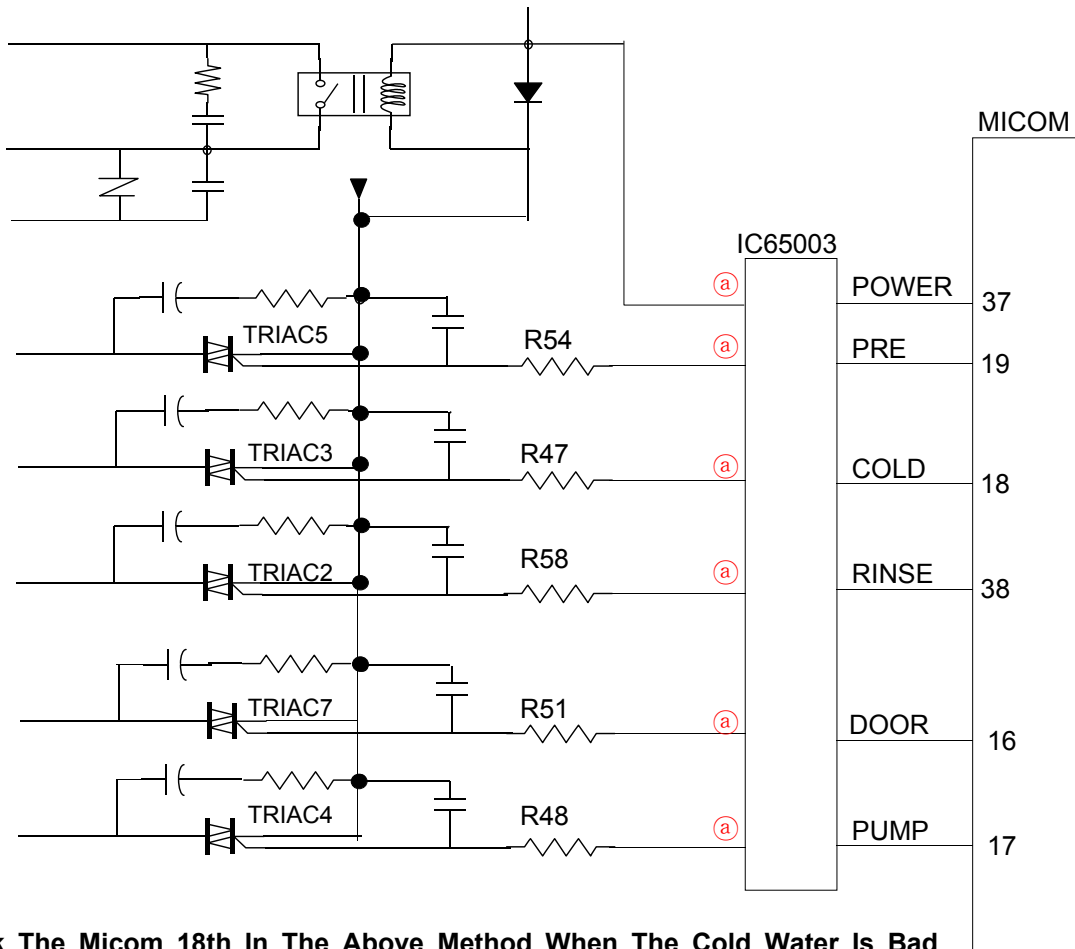 MICOM
IC65003
ⓐ POWER 37
TRIAC5 R54 ⓐ PRE 19
TRIAC3 R47 ⓐ COLD 18
TRIAC2 R58 ⓐ RINSE 38
TRIAC7 R51 ⓐ DOOR 16
TRIAC4 R48 ⓐ PUMP 17
The Micom 18th In The Above Method When The Cold Water Is Bad